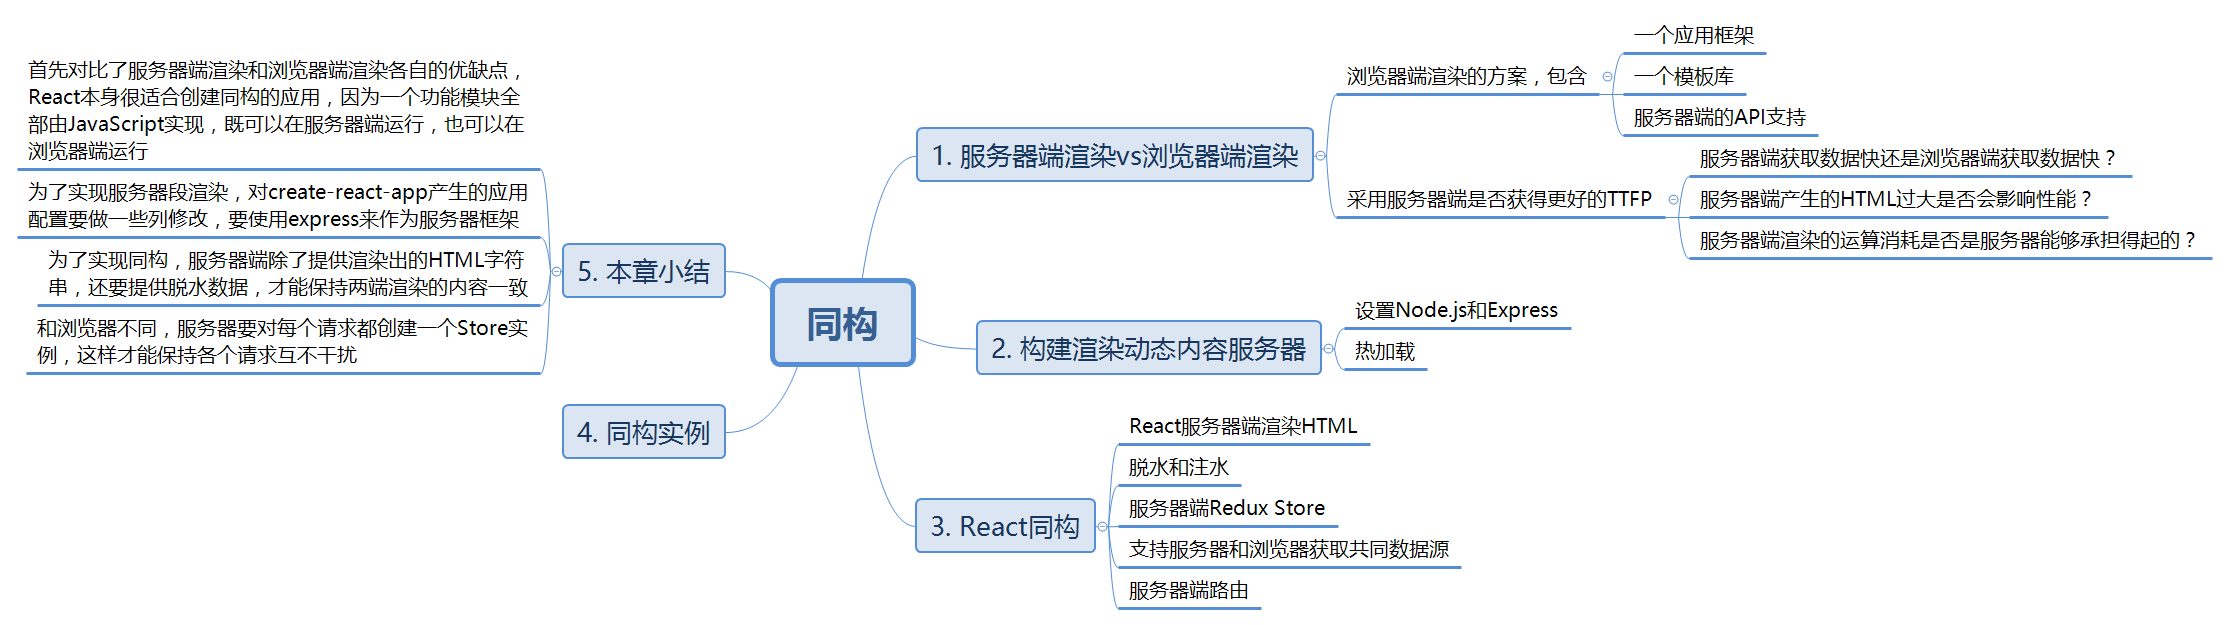 同构
1. 服务器端渲染vs浏览器端渲染
浏览器端渲染的方案，包含
一个应用框架
一个模板库
服务器端的API支持
采用服务器端是否获得更好的TTFP
服务器端获取数据快还是浏览器端获取数据快？
服务器端产生的HTML过大是否会影响性能？
服务器端渲染的运算消耗是否是服务器能够承担得起的？
2. 构建渲染动态内容服务器
设置Node.js和Express
热加载
3. React同构
React服务器端渲染HTML
脱水和注水
服务器端Redux Store
支持服务器和浏览器获取共同数据源
服务器端路由
4. 同构实例
5. 本章小结
首先对比了服务器端渲染和浏览器端渲染各自的优缺点，
React本身很适合创建同构的应用，因为一个功能模块全
部由JavaScript实现，既可以在服务器端运行，也可以在
浏览器端运行
为了实现服务器段渲染，对create-react-app产生的应用
配置要做一些列修改，要使用express来作为服务器框架
为了实现同构，服务器端除了提供渲染出的HTML字符
串，还要提供脱水数据，才能保持两端渲染的内容一致
和浏览器不同，服务器要对每个请求都创建一个Store实
例，这样才能保持各个请求互不干扰